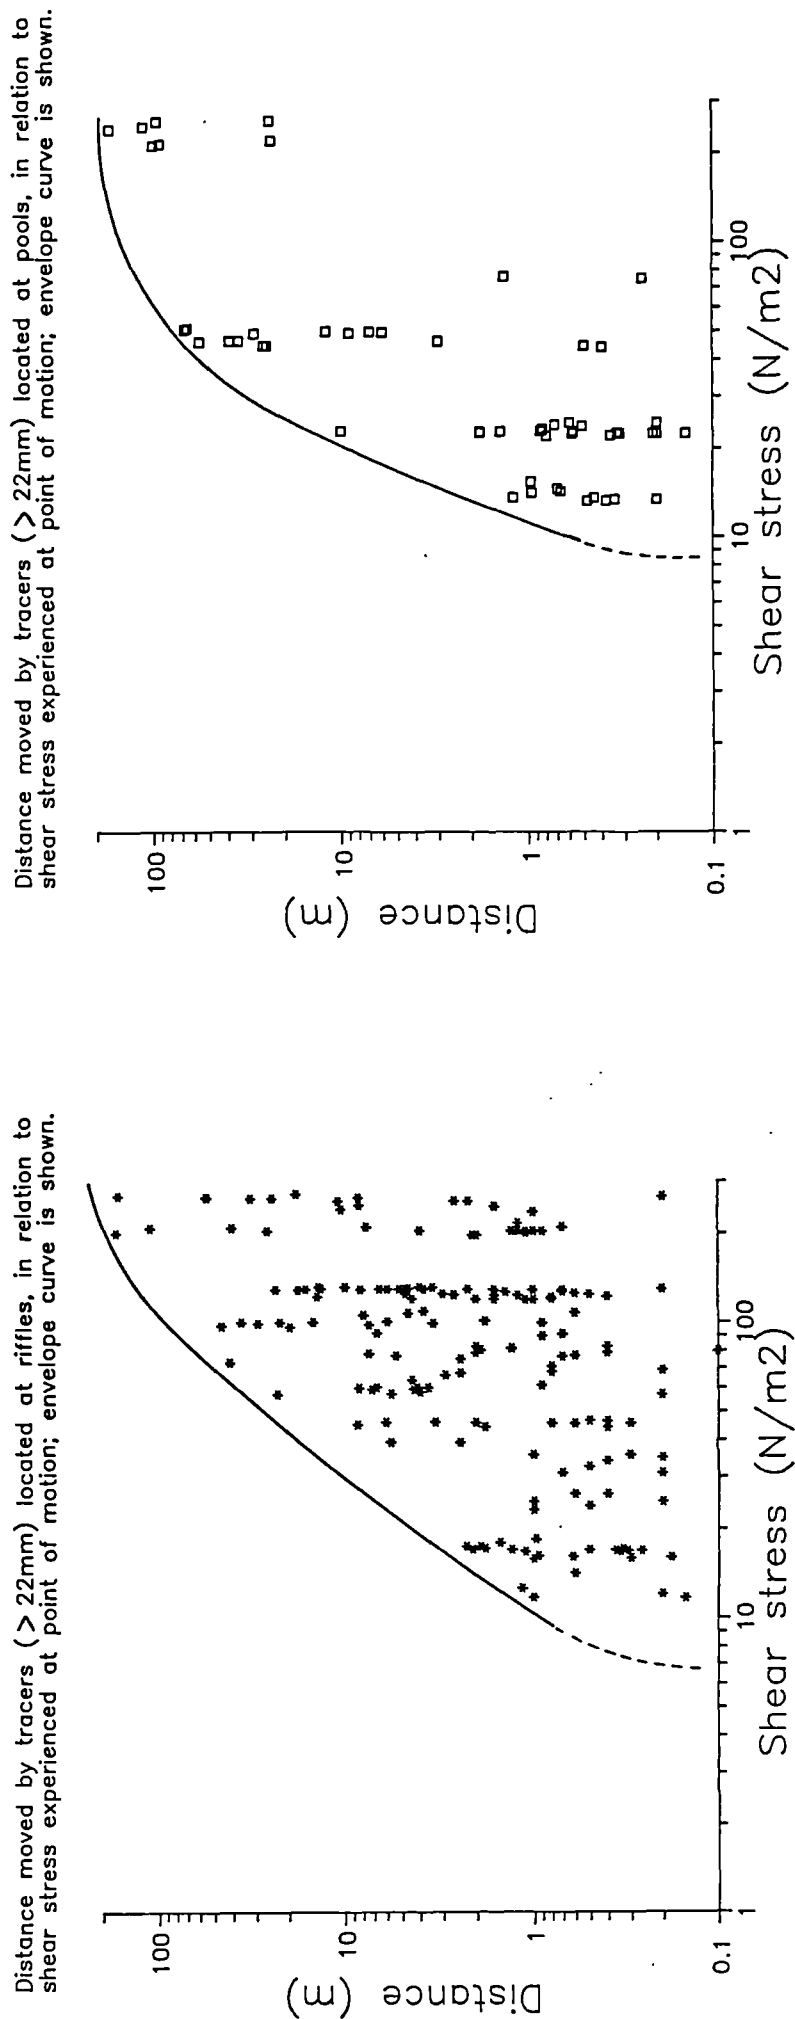 Distance moved by tracers (>22mm) located at riffles, in relation to
shear stress experienced at point of motion; envelope curve is shown.
100
10
1
0.1
Distance (m)
1
10
100
Shear stress (N/m2)
Distance moved by tracers (>22mm) located at pools, in relation to
shear stress experienced at point of motion; envelope curve is shown.
100
10
1
0.1
Distance (m)
1
10
100
Shear stress (N/m2)